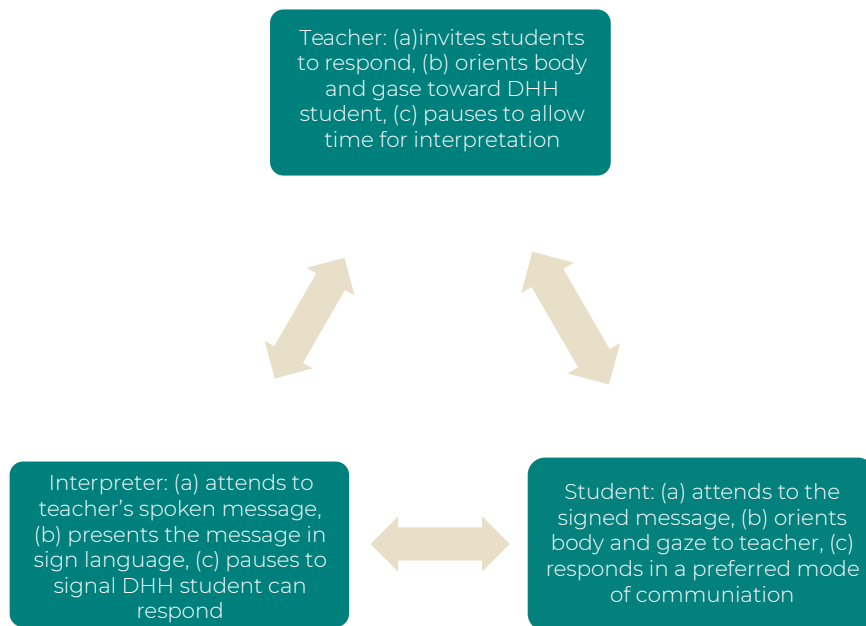 Teacher: (a)invites students
to respond, (b) orients body
and gase toward DHH
student, (c) pauses to allow
time for interpretation
Interpreter: (a) attends to
teacher’s spoken message,
(b) presents the message in
sign language, (c) pauses to
signal DHH student can
respond
Student: (a) attends to the
signed message, (b) orients
body and gaze to teacher, (c)
responds in a preferred mode
of communiation